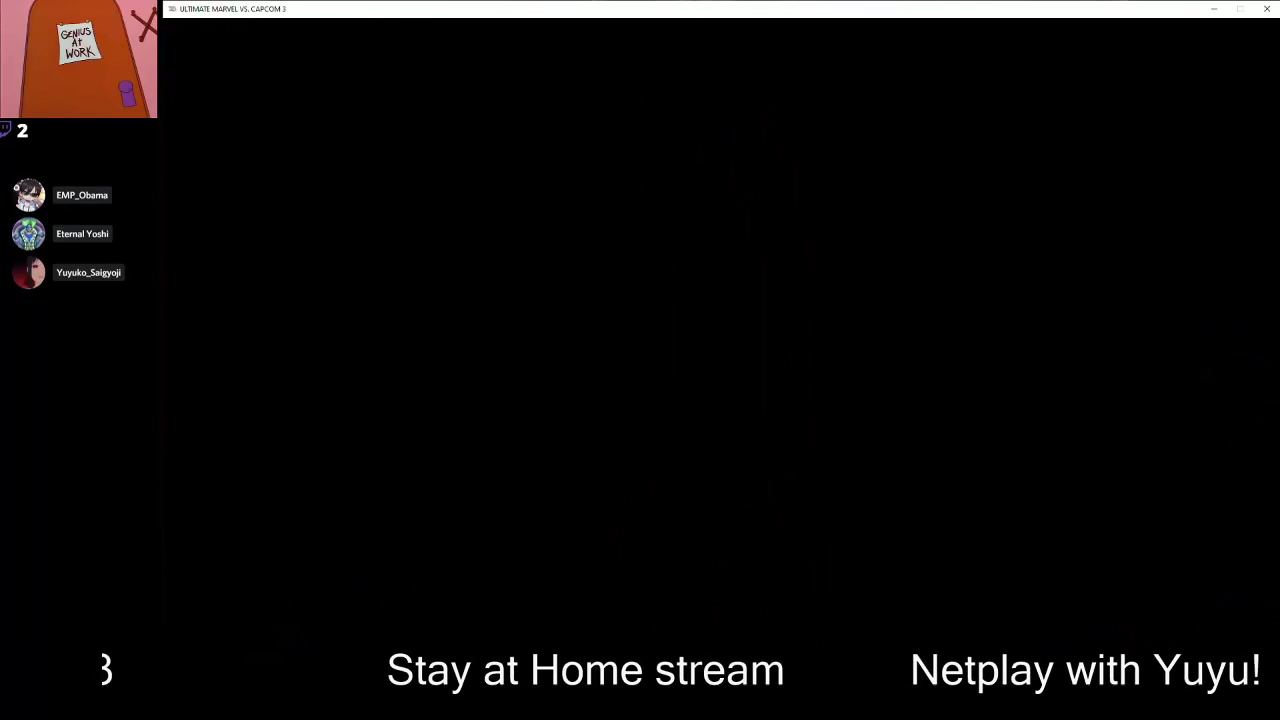 ULTIMATE MARVEL VS. CAPCOM 3
GENIUS
AT
WORK
2
EMP_Obama
Eternal Yoshi
Yuyuko_Saigyoji
3 Stay at Home stream Netplay with Yuyu!